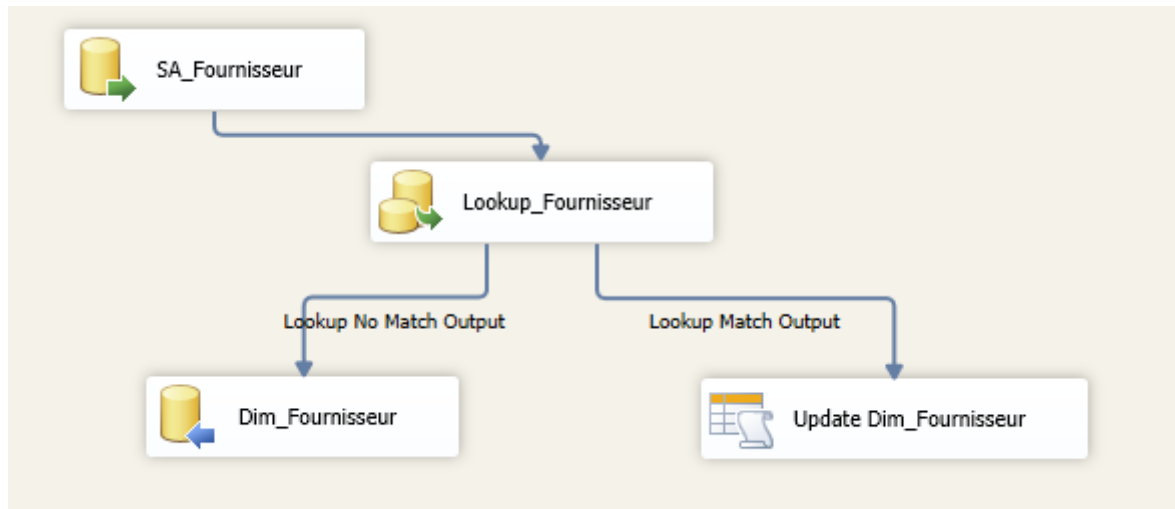 SA_Fournisseur
Lookup_Fournisseur
Lookup No Match Output
Lookup Match Output
Dim_Fournisseur
Update Dim_Fournisseur